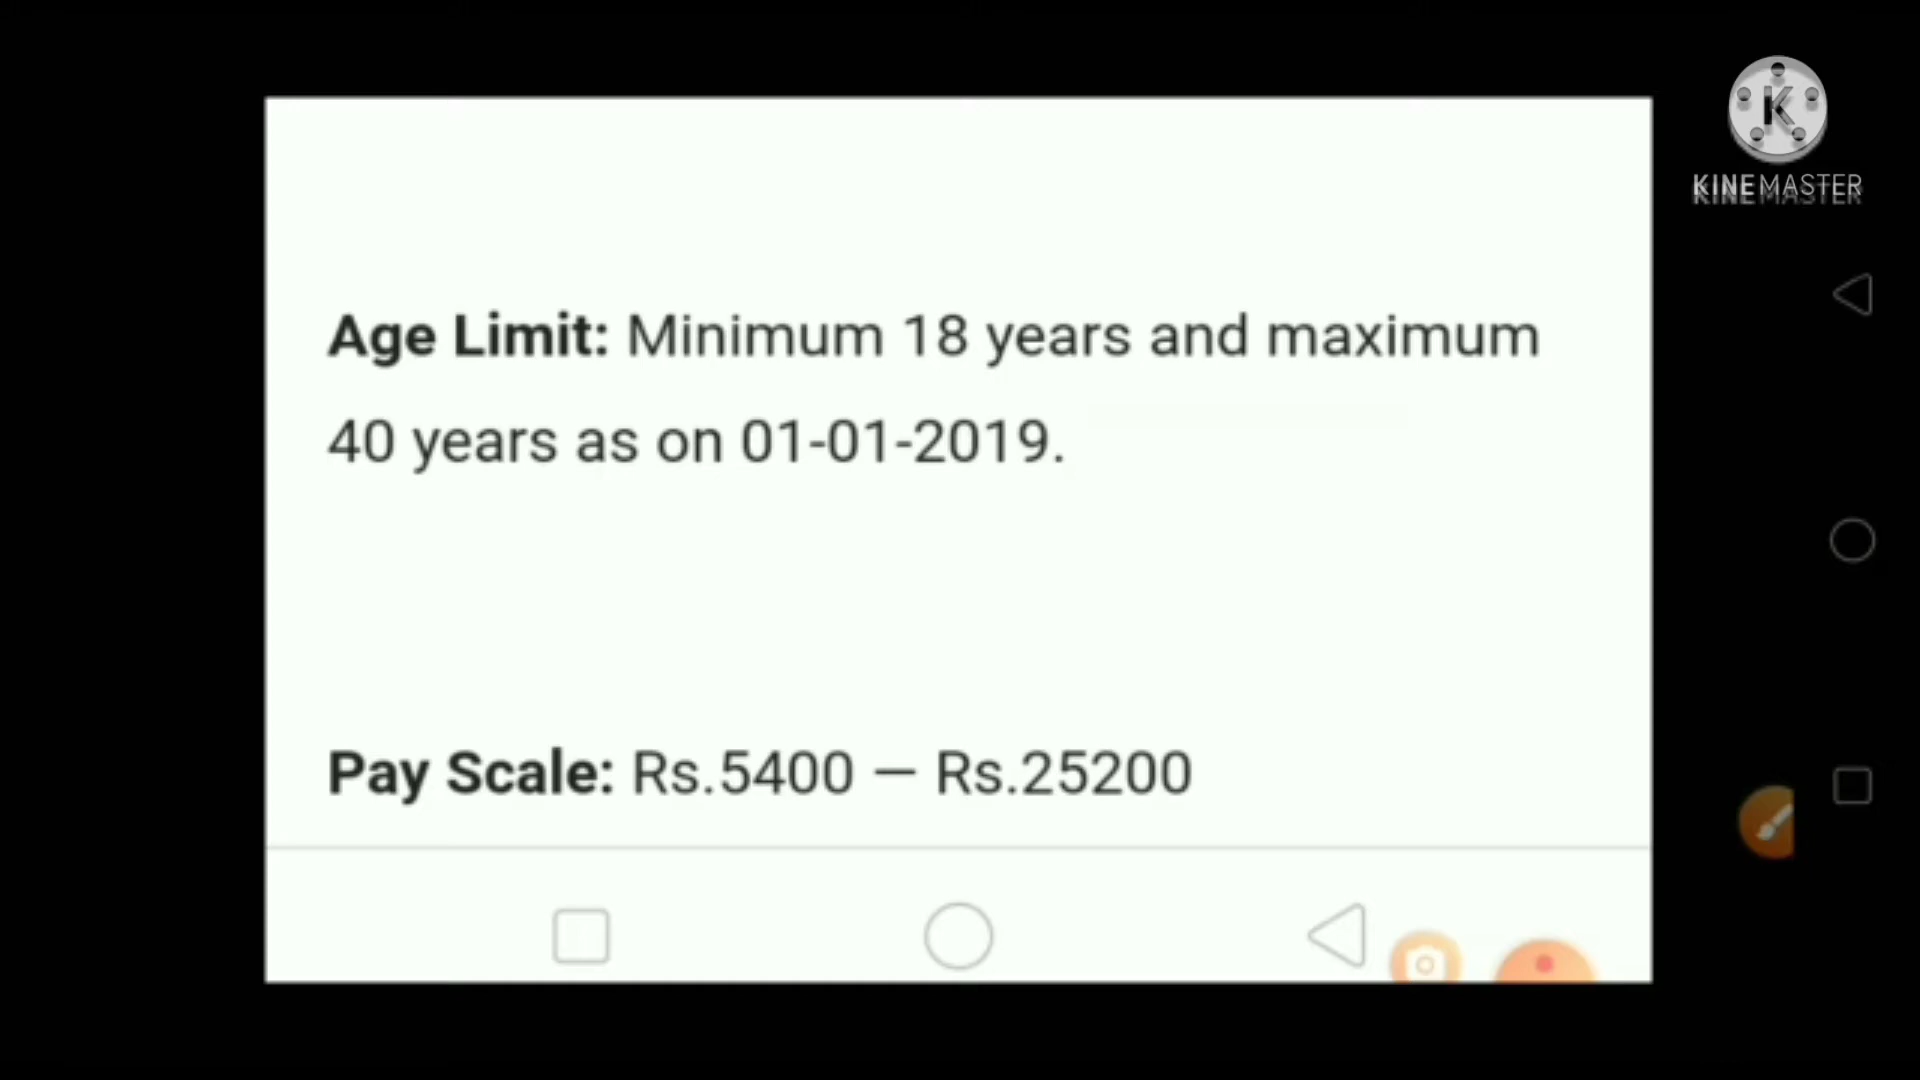 K
KINEMASTER
Age Limit: Minimum 18 years and maximum
40 years as on 01-01-2019.
Pay Scale: Rs.5400 — Rs.25200